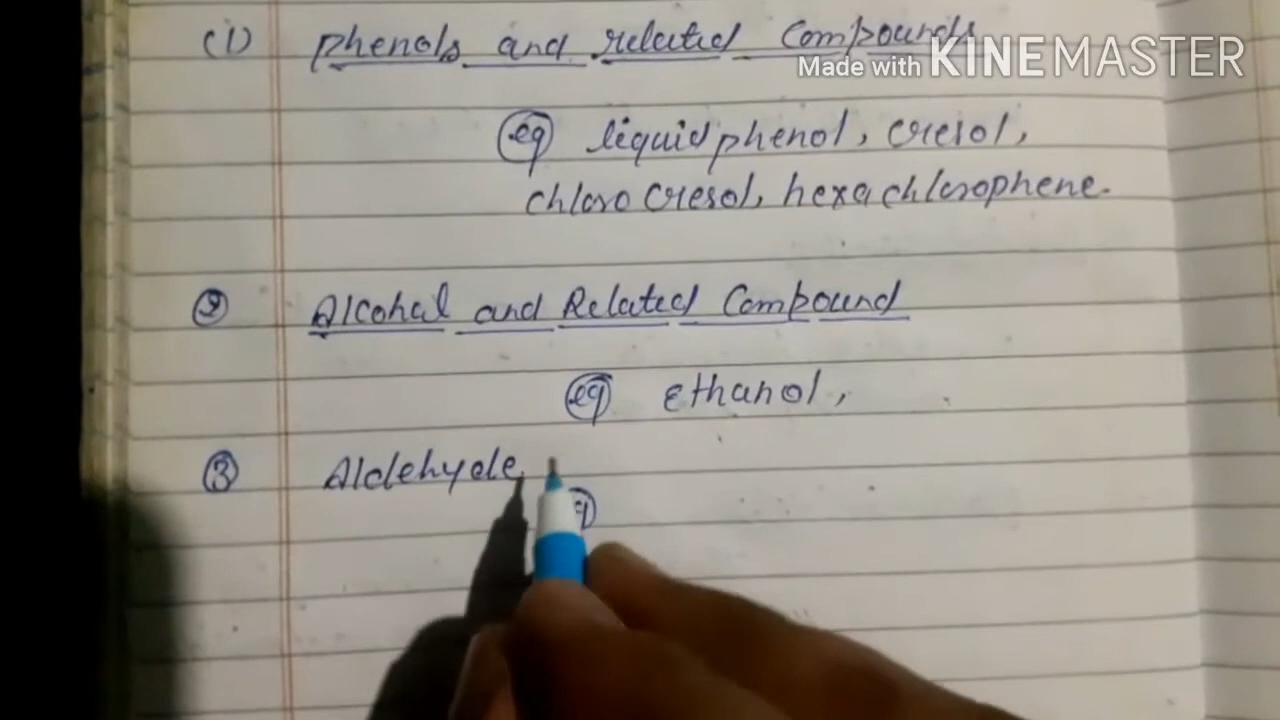 (1) Phenols and related Compounds
Made with KINEMASTER
eg liquid phenol, cresol,
chloro cresol, hexachlorophene.
2 Alcohal and Related Compound
eg Ethanol,
3 Aldehyde